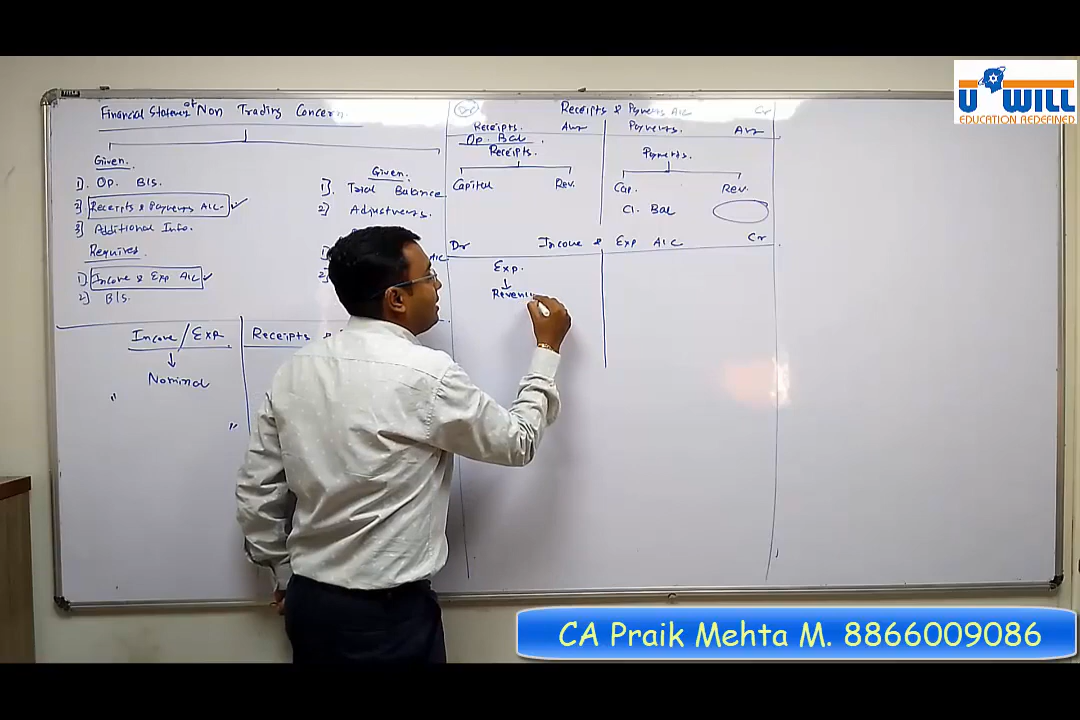 Financial Statement of Non Trading Concern
Given.
1). Op. B/s.
2) Receipts & Payments A/c.
3) Additional Info.
Required
1) Income & Exp A/c
2) B/s.
Given.
1). Trial Balance
2) Adjustments.
A/c.
2)
Income / Exp
Nominal
"
"
Receipts &
Receipts & Payments A/c
Cr
Receipts.
Amt
Payments.
Amt
Op. Bal.
Receipts.
Capital
Rev.
Payments.
Cap.
Rev.
Cl. Bal
Dr
Income & Exp A/c
Cr
Exp.
Revenu
U WILL
EDUCATION REDEFINED
CA Praik Mehta M. 8866009086